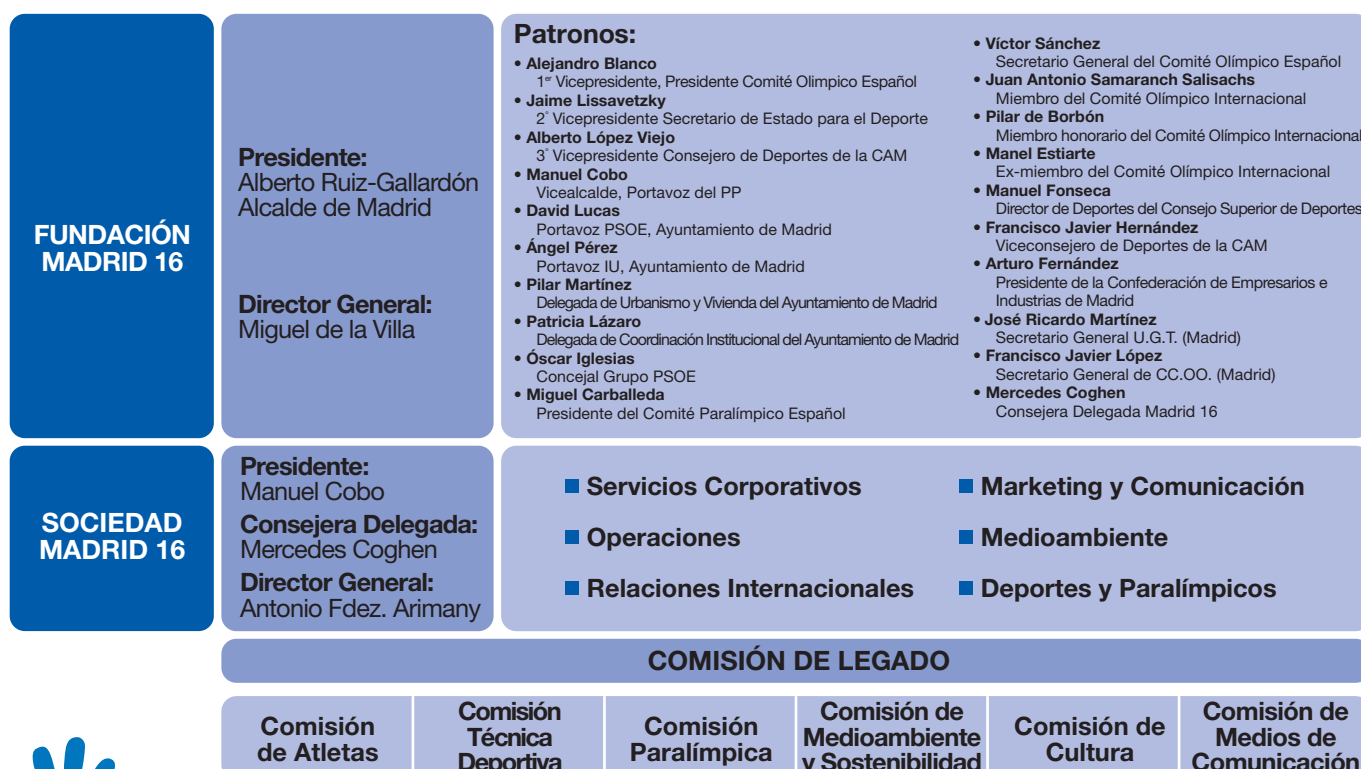 FUNDACIÓN
MADRID 16
Presidente:
Alberto Ruiz-Gallardón
Alcalde de Madrid
Director General:
Miguel de la Villa
Patronos:
• Alejandro Blanco
1er Vicepresidente, Presidente Comité Olimpico Español
• Jaime Lissavetzky
2° Vicepresidente Secretario de Estado para el Deporte
• Alberto López Viejo
3° Vicepresidente Consejero de Deportes de la CAM
• Manuel Cobo
Vicealcalde, Portavoz del PP
• David Lucas
Portavoz PSOE, Ayuntamiento de Madrid
• Ángel Pérez
Portavoz IU, Ayuntamiento de Madrid
• Pilar Martínez
Delegada de Urbanismo y Vivienda del Ayuntamiento de Madrid
• Patricia Lázaro
Delegada de Coordinación Institucional del Ayuntamiento de Madrid
• Óscar Iglesias
Concejal Grupo PSOE
• Miguel Carballeda
Presidente del Comité Paralímpico Español
• Víctor Sánchez
Secretario General del Comité Olímpico Español
• Juan Antonio Samaranch Salisachs
Miembro del Comité Olímpico Internacional
• Pilar de Borbón
Miembro honorario del Comité Olímpico Internacional
• Manel Estiarte
Ex-miembro del Comité Olímpico Internacional
• Manuel Fonseca
Director de Deportes del Consejo Superior de Deportes
• Francisco Javier Hernández
Viceconsejero de Deportes de la CAM
• Arturo Fernández
Presidente de la Confederación de Empresarios e
Industrias de Madrid
• José Ricardo Martínez
Secretario General U.G.T. (Madrid)
• Francisco Javier López
Secretario General de CC.OO. (Madrid)
• Mercedes Coghen
Consejera Delegada Madrid 16
SOCIEDAD
MADRID 16
Presidente:
Manuel Cobo
Consejera Delegada:
Mercedes Coghen
Director General:
Antonio Fdez. Arimany
Servicios Corporativos
Operaciones
Relaciones Internacionales
Marketing y Comunicación
Medioambiente
Deportes y Paralímpicos
COMISIÓN DE LEGADO
Comisión
de Atletas
Comisión
Técnica
Deportiva
Comisión
Paralímpica
Comisión de
Medioambiente
y Sostenibilidad
Comisión de
Cultura
Comisión de
Medios de
Comunicación